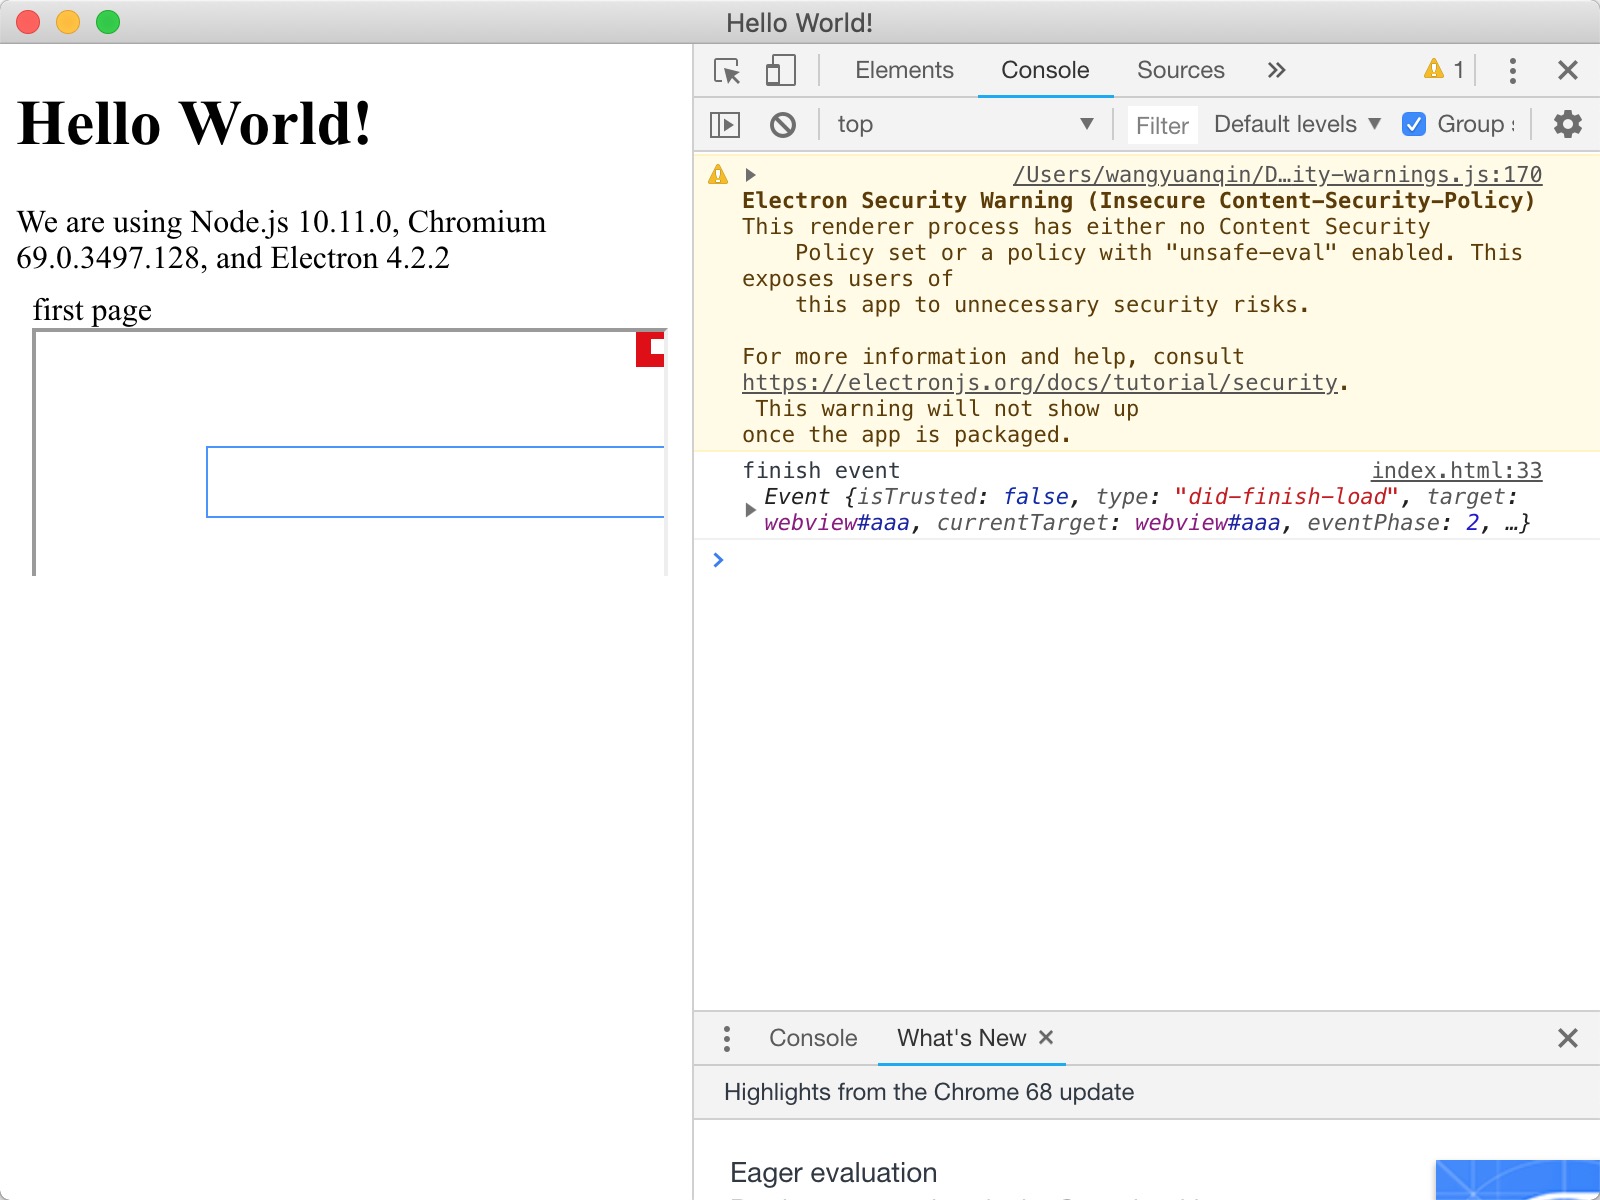 Hello World!
Hello World!
We are using Node.js 10.11.0, Chromium
69.0.3497.128, and Electron 4.2.2
first page
Elements Console Sources 1
top Filter Default levels Group
/Users/wangyuanqin/D…ity-warnings.js:170
Electron Security Warning (Insecure Content-Security-Policy)
This renderer process has either no Content Security
Policy set or a policy with "unsafe-eval" enabled. This
exposes users of
this app to unnecessary security risks.
For more information and help, consult
https://electronjs.org/docs/tutorial/security.
This warning will not show up
once the app is packaged.
finish event index.html:33
Event {isTrusted: false, type: "did-finish-load", target:
webview#aaa, currentTarget: webview#aaa, eventPhase: 2, …}
Console What's New
Highlights from the Chrome 68 update
Eager evaluation